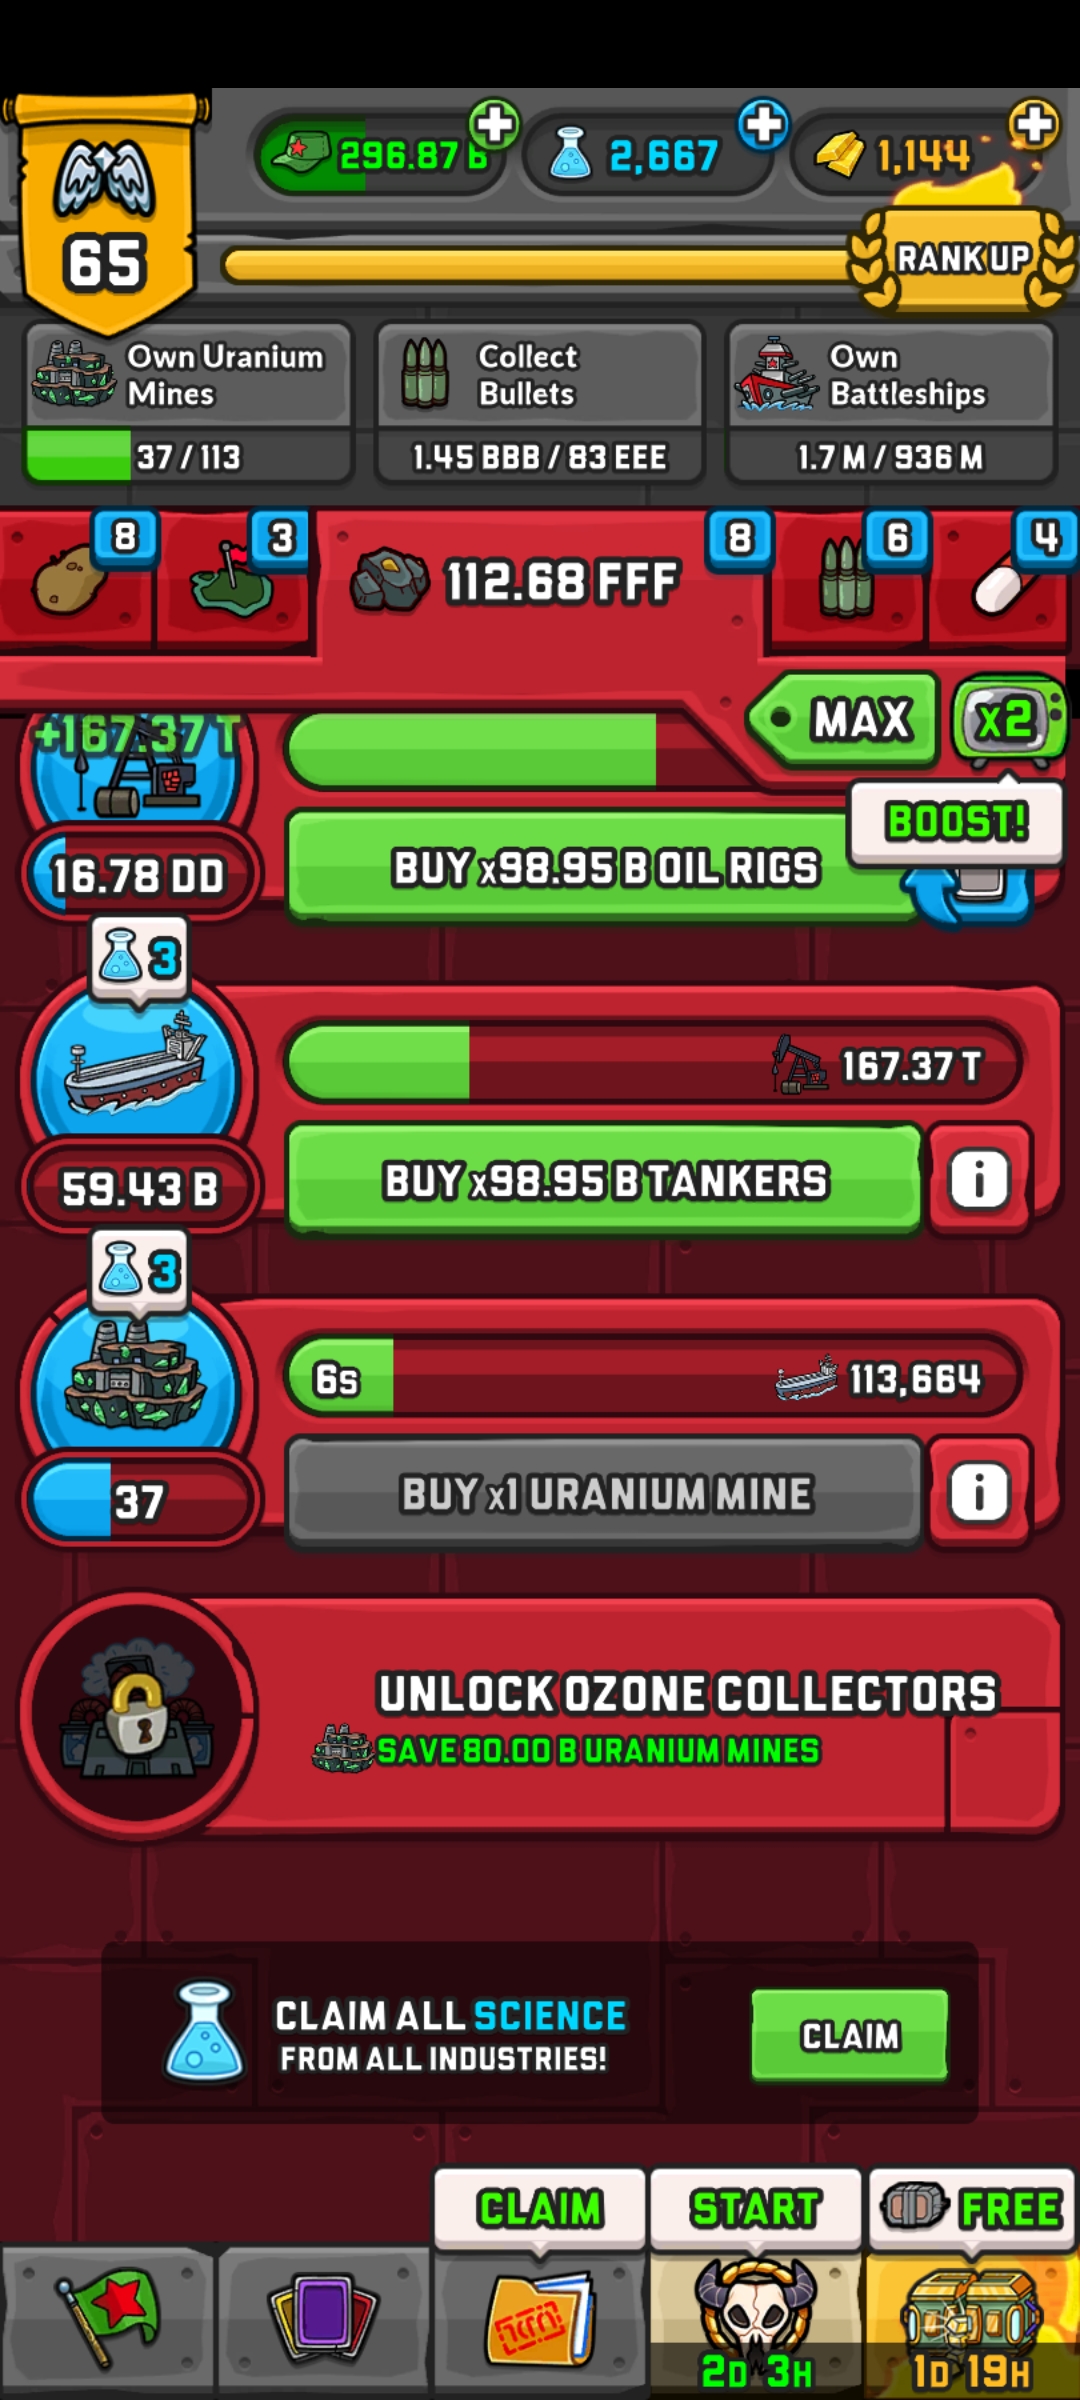 65
296.87 B
2,667
1,144
RANK UP
Own Uranium
Mines
37 / 113
Collect
Bullets
1.45 BBB / 83 EEE
Own
Battleships
1.7 M / 936 M
8
3
112.68 FFF
8
6
4
MAX
x2
BOOST!
+167.37 T
16.78 DD
BUY x98.95 B OIL RIGS
3
167.37 T
59.43 B
BUY x98.95 B TANKERS
i
3
6s
113,664
37
BUY x1 URANIUM MINE
i
UNLOCK OZONE COLLECTORS
SAVE 80.00 B URANIUM MINES
CLAIM ALL SCIENCE
FROM ALL INDUSTRIES!
CLAIM
CLAIM
START
FREE
2D 3H
1D 19H